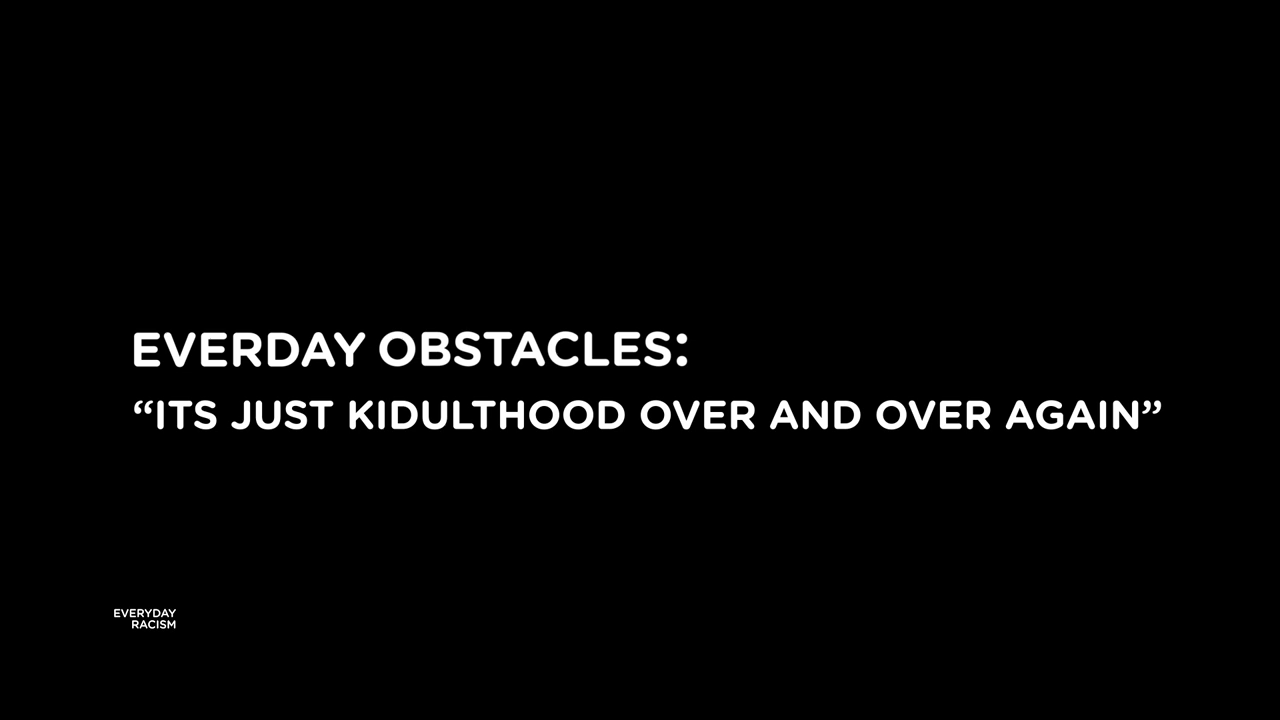 EVERDAY OBSTACLES:
“ITS JUST KIDULTHOOD OVER AND OVER AGAIN”
EVERYDAY
RACISM